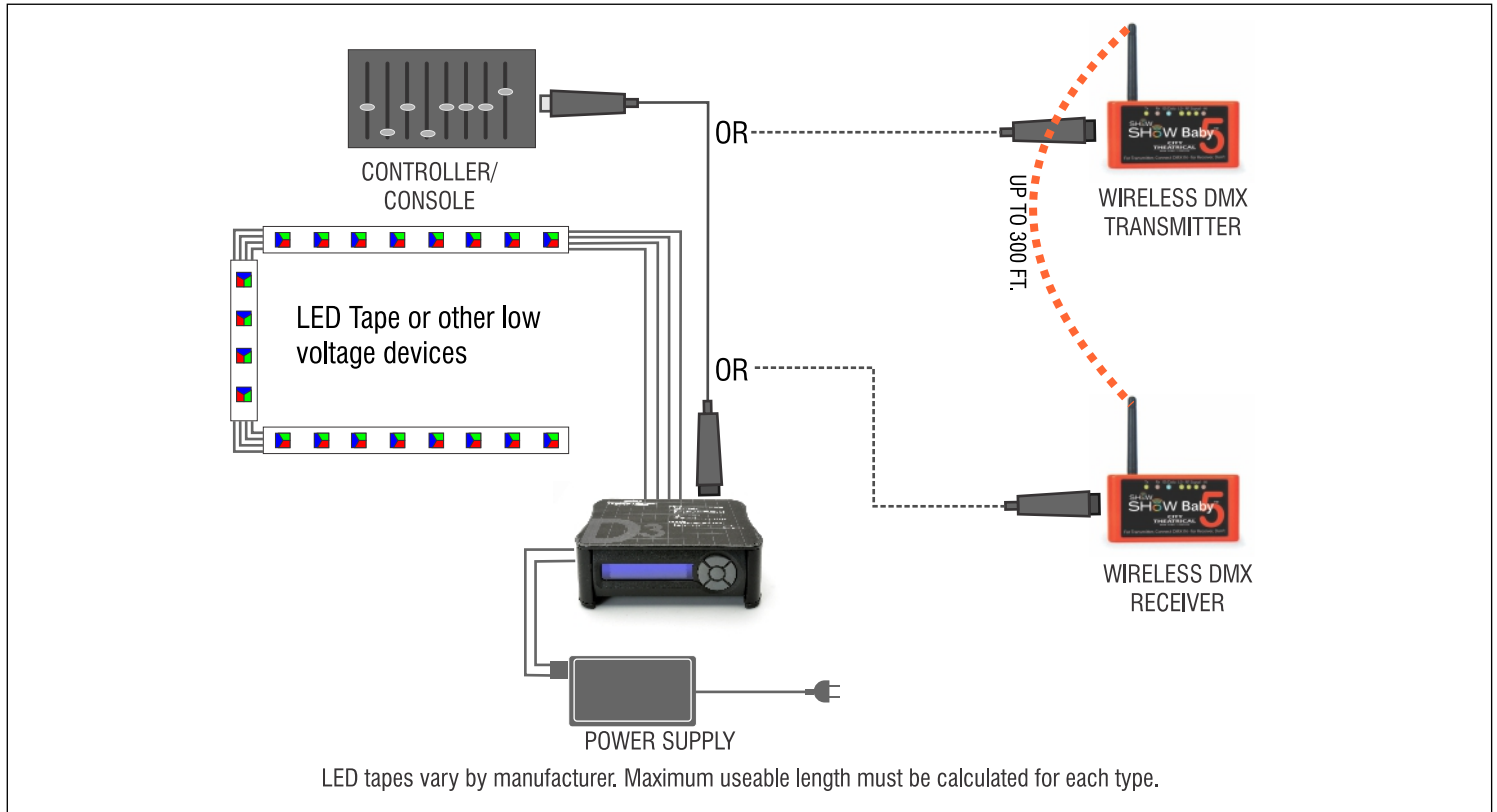 CONTROLLER/
CONSOLE
OR
SHOW
SHOW Baby
5
CITY
THEATRICAL
WIRELESS DMX
TRANSMITTER
UP TO 300 FT.
LED Tape or other low
voltage devices
OR
SHOW
SHOW Baby
5
CITY
THEATRICAL
WIRELESS DMX
RECEIVER
D3
POWER SUPPLY
LED tapes vary by manufacturer. Maximum useable length must be calculated for each type.